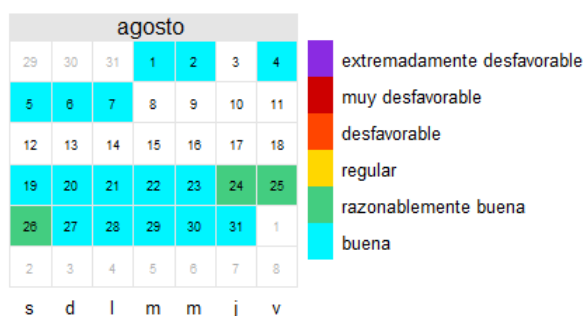 agosto
29 30 31 1 2 3 4
5 6 7 8 9 10 11
12 13 14 15 16 17 18
19 20 21 22 23 24 25
26 27 28 29 30 31 1
2 3 4 5 6 7 8
s d l m m j v
extremadamente desfavorable
muy desfavorable
desfavorable
regular
razonablemente buena
buena